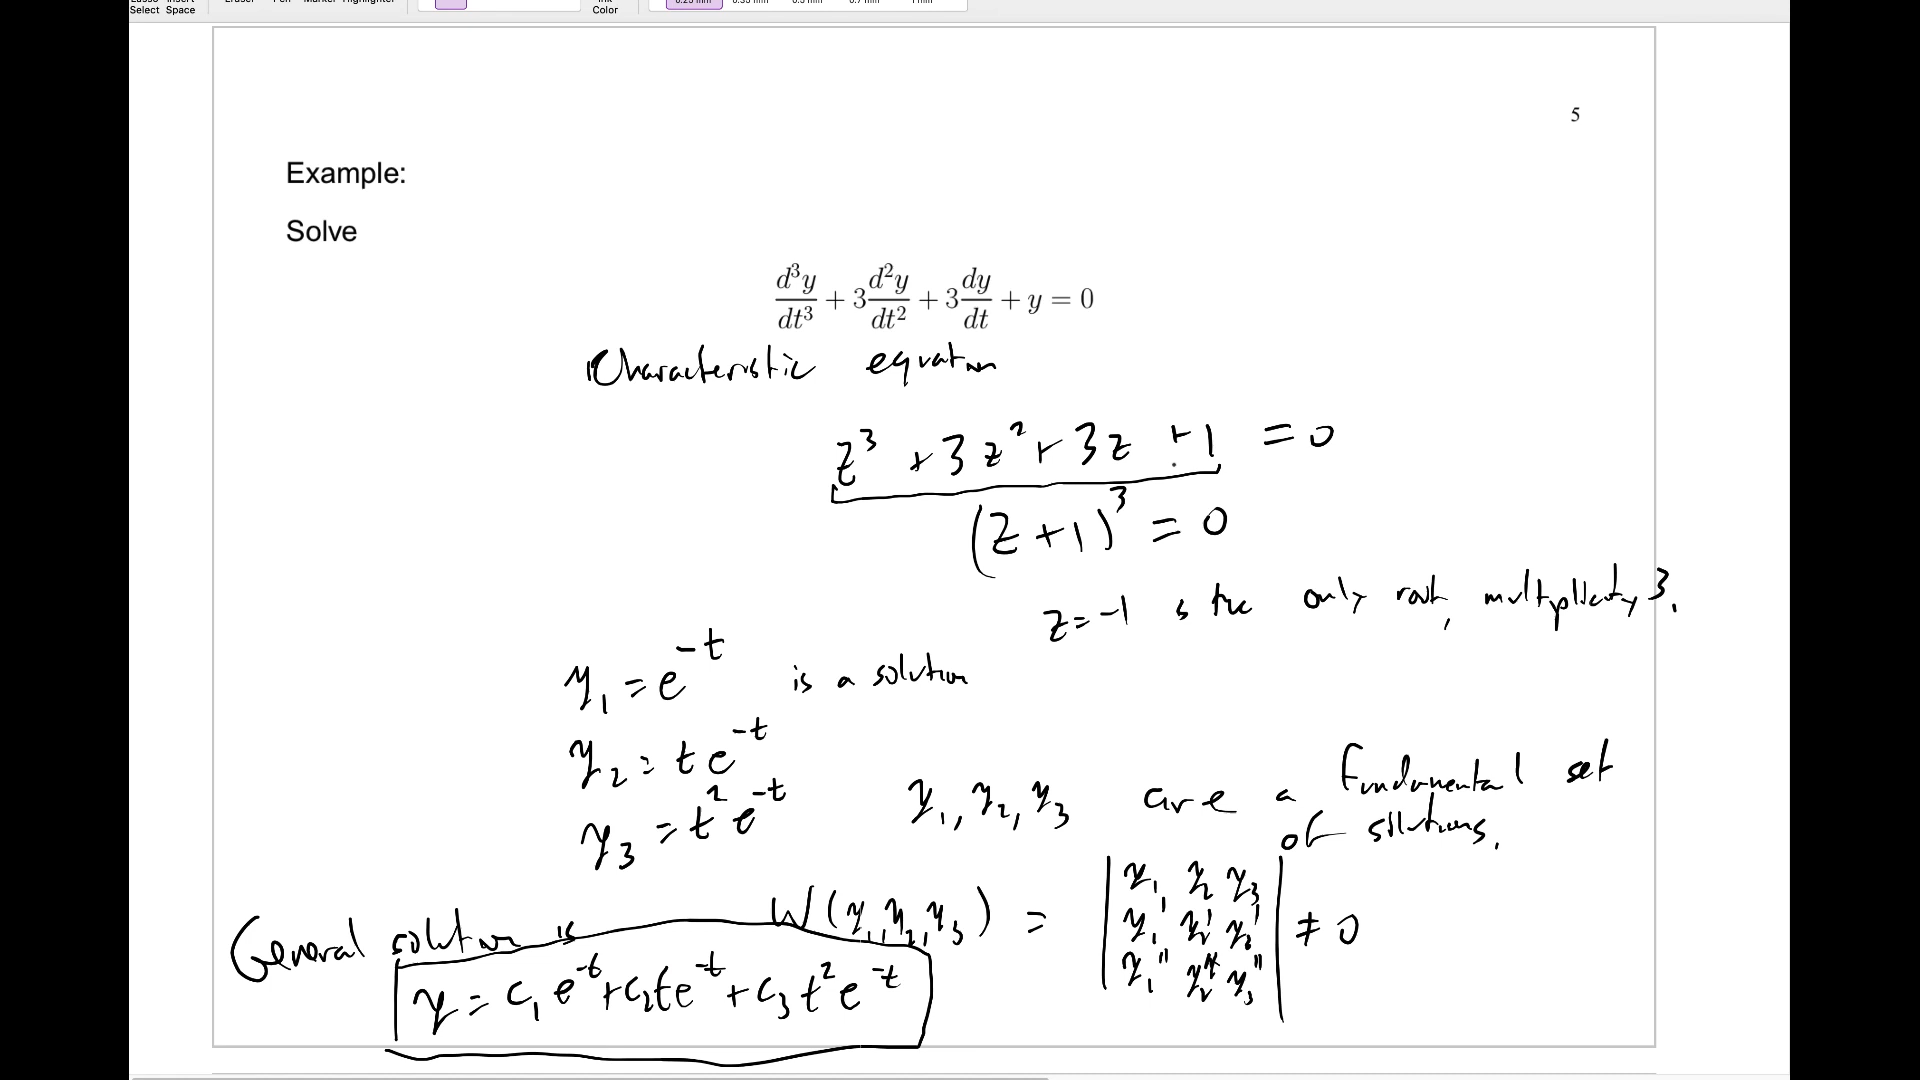 Select Space
Color
5
Example:
Solve
d³y/dt³ + 3 d²y/dt² + 3 dy/dt + y = 0
Characteristic equation
z³ + 3z² + 3z + 1 = 0
(z+1)³ = 0
z = -1 is the only root, multiplicity 3.
y₁ = e^{-t} is a solution
y₂ = te^{-t}
y₃ = t²e^{-t}
y₁, y₂, y₃ are a fundamental set
of solutions.
W(y₁, y₂, y₃) = | y₁ y₂ y₃ |
| y₁' y₂' y₃' | ≠ 0
| y₁'' y₂'' y₃'' |
General solution is
y = c₁e^{-t} + c₂te^{-t} + c₃t²e^{-t}